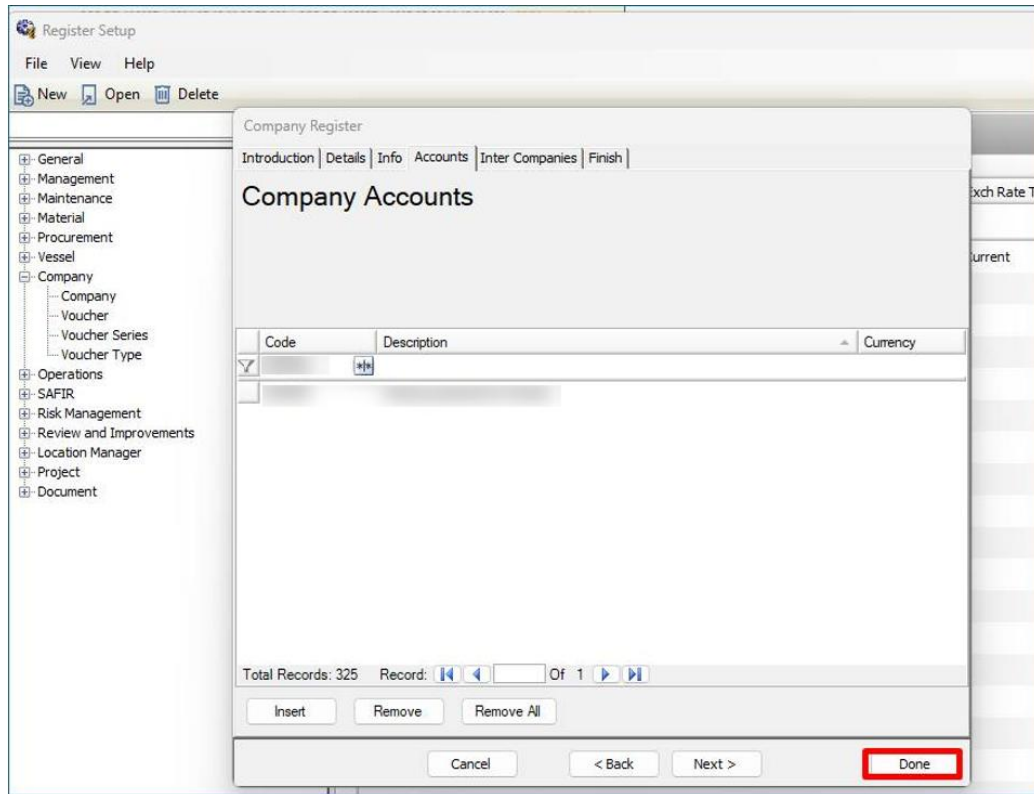 Register Setup
File View Help
New Open Delete
General
Management
Maintenance
Material
Procurement
Vessel
Company
Company
Voucher
Voucher Series
Voucher Type
Operations
SAFIR
Risk Management
Review and Improvements
Location Manager
Project
Document
Company Register
Introduction Details Info Accounts Inter Companies Finish
Company Accounts
Code Description Currency
Total Records: 325 Record: Of 1
Insert Remove Remove All
Cancel < Back Next > Done
xch Rate T
urrent